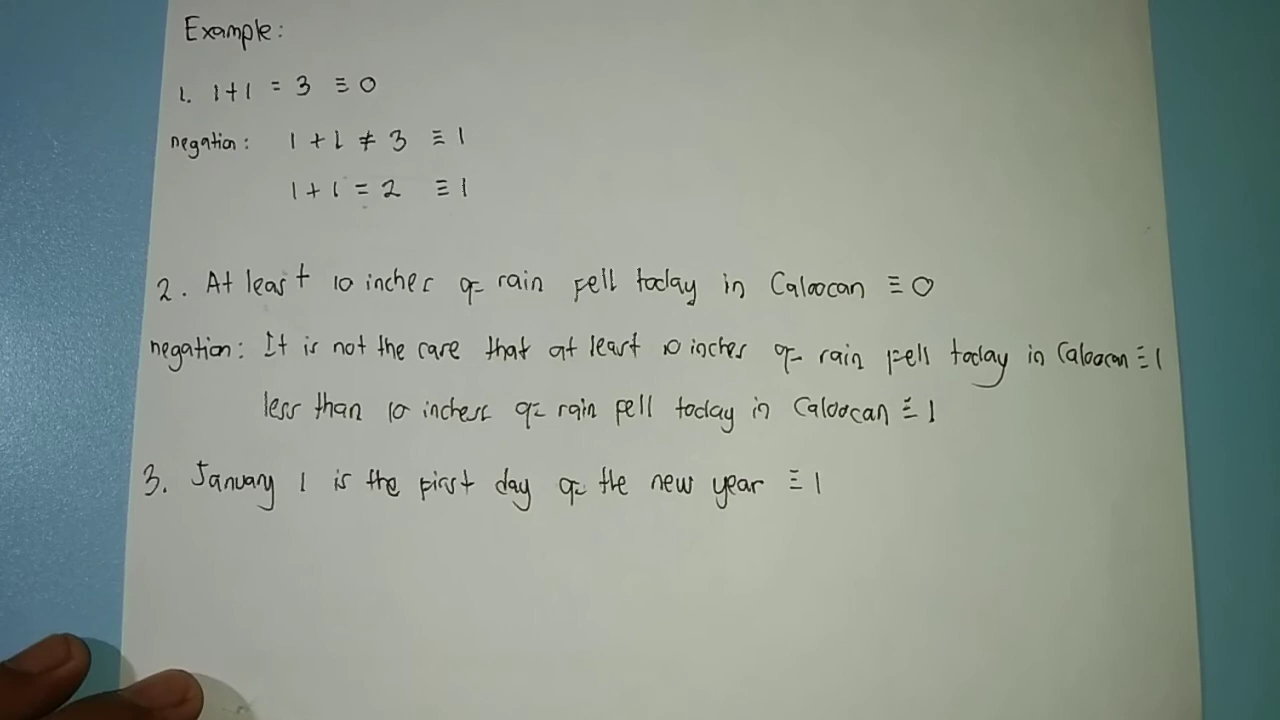 Example:
1. 1+1 = 3 ≡ 0
negation: 1 + 1 ≠ 3 ≡ 1
1 + 1 = 2 ≡ 1
2. At least 10 inches of rain fell today in Caloocan ≡ 0
negation: It is not the case that at least 10 inches of rain fell today in Caloocan ≡ 1
less than 10 inches of rain fell today in Caloocan ≡ 1
3. January 1 is the first day of the new year ≡ 1